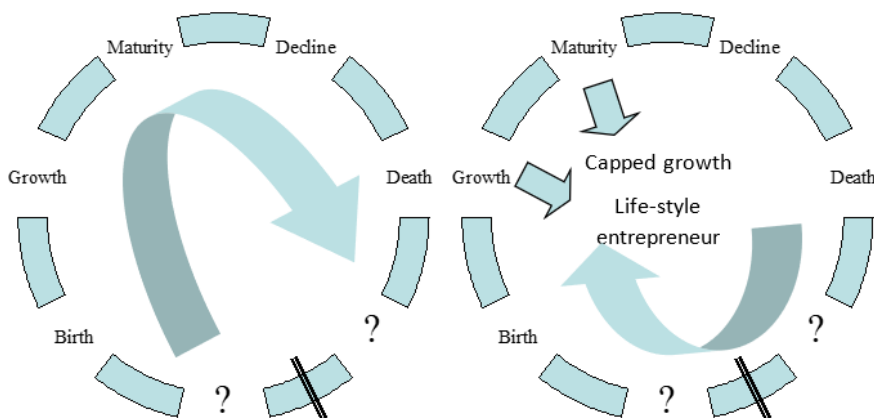 Maturity
Decline
Growth
Death
Birth
?
?
Maturity
Decline
Capped growth
Growth
Death
Life-style
entrepreneur
Birth
?
?